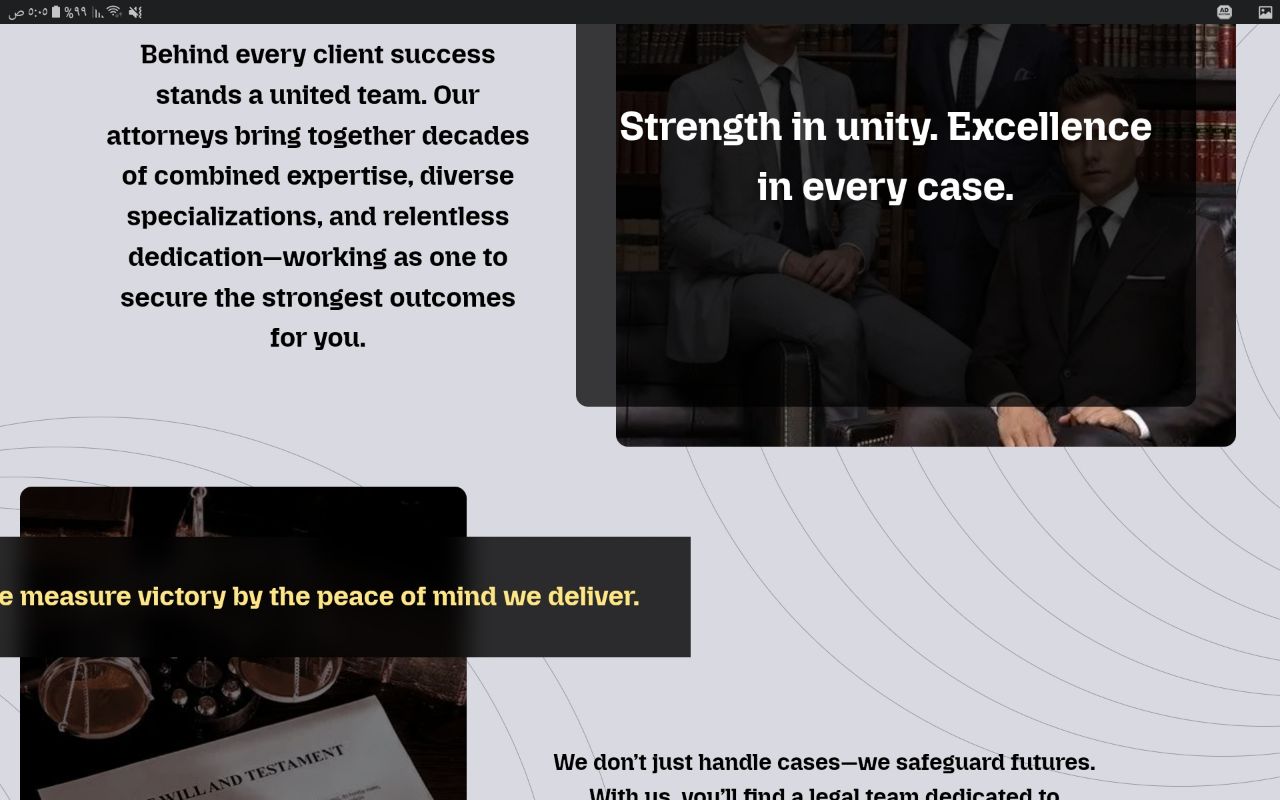 ٥:٠٥ ص
%٩٩
AD
Behind every client success
stands a united team. Our
attorneys bring together decades
of combined expertise, diverse
specializations, and relentless
dedication—working as one to
secure the strongest outcomes
for you.
Strength in unity. Excellence
in every case.
e measure victory by the peace of mind we deliver.
WILL AND TESTAMENT
We don’t just handle cases—we safeguard futures.
With us, you’ll find a legal team dedicated to